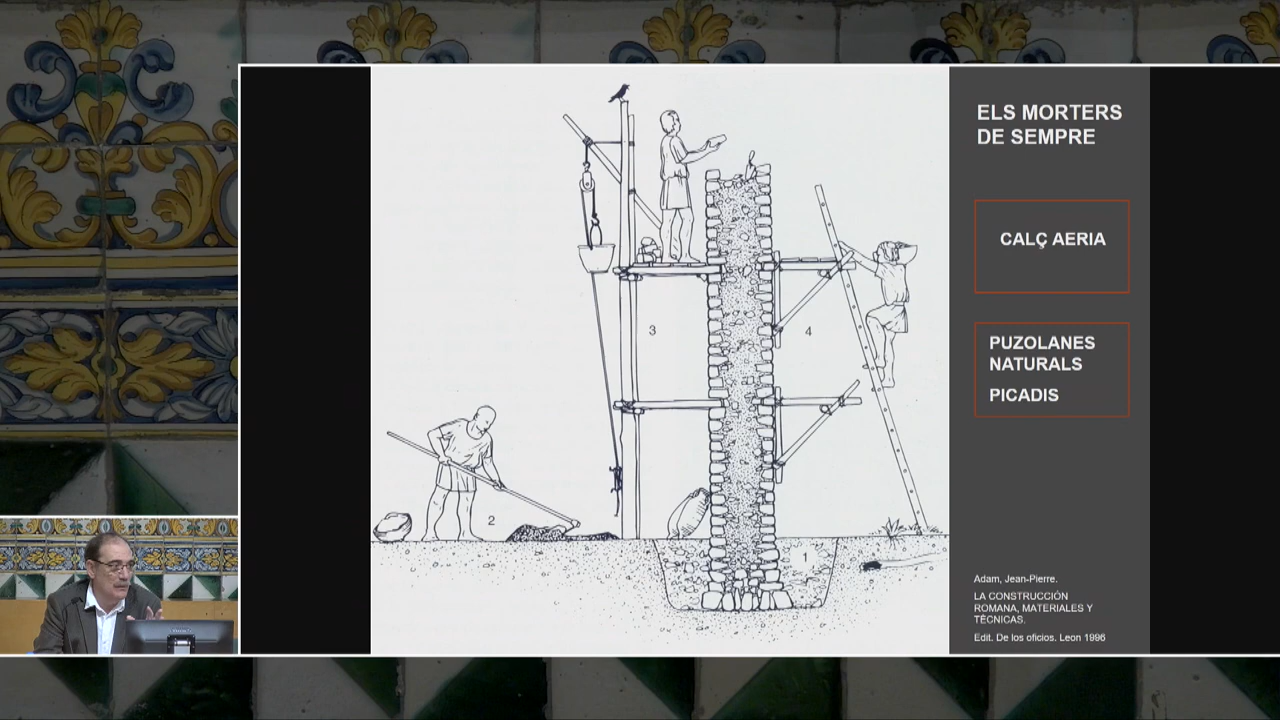 ELS MORTERS
DE SEMPRE
CALÇ AERIA
PUZOLANES
NATURALS
PICADIS
3
4
2
1
Adam, Jean-Pierre.
LA CONSTRUCCIÓN
ROMANA, MATERIALES Y
TÉCNICAS.
Edit. De los oficios. Leon 1996